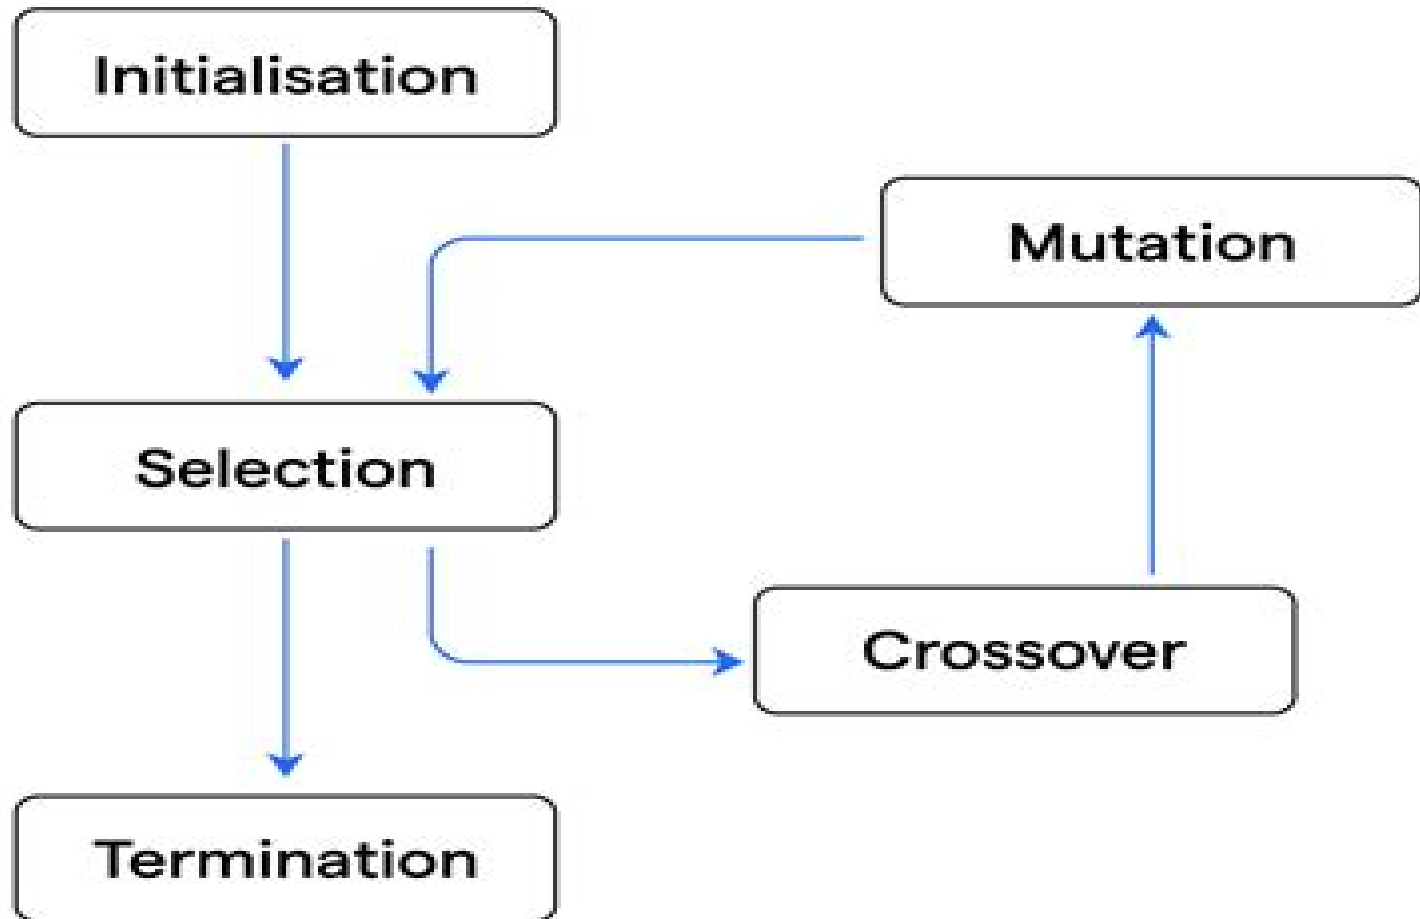 Initialisation
Mutation
Selection
Crossover
Termination